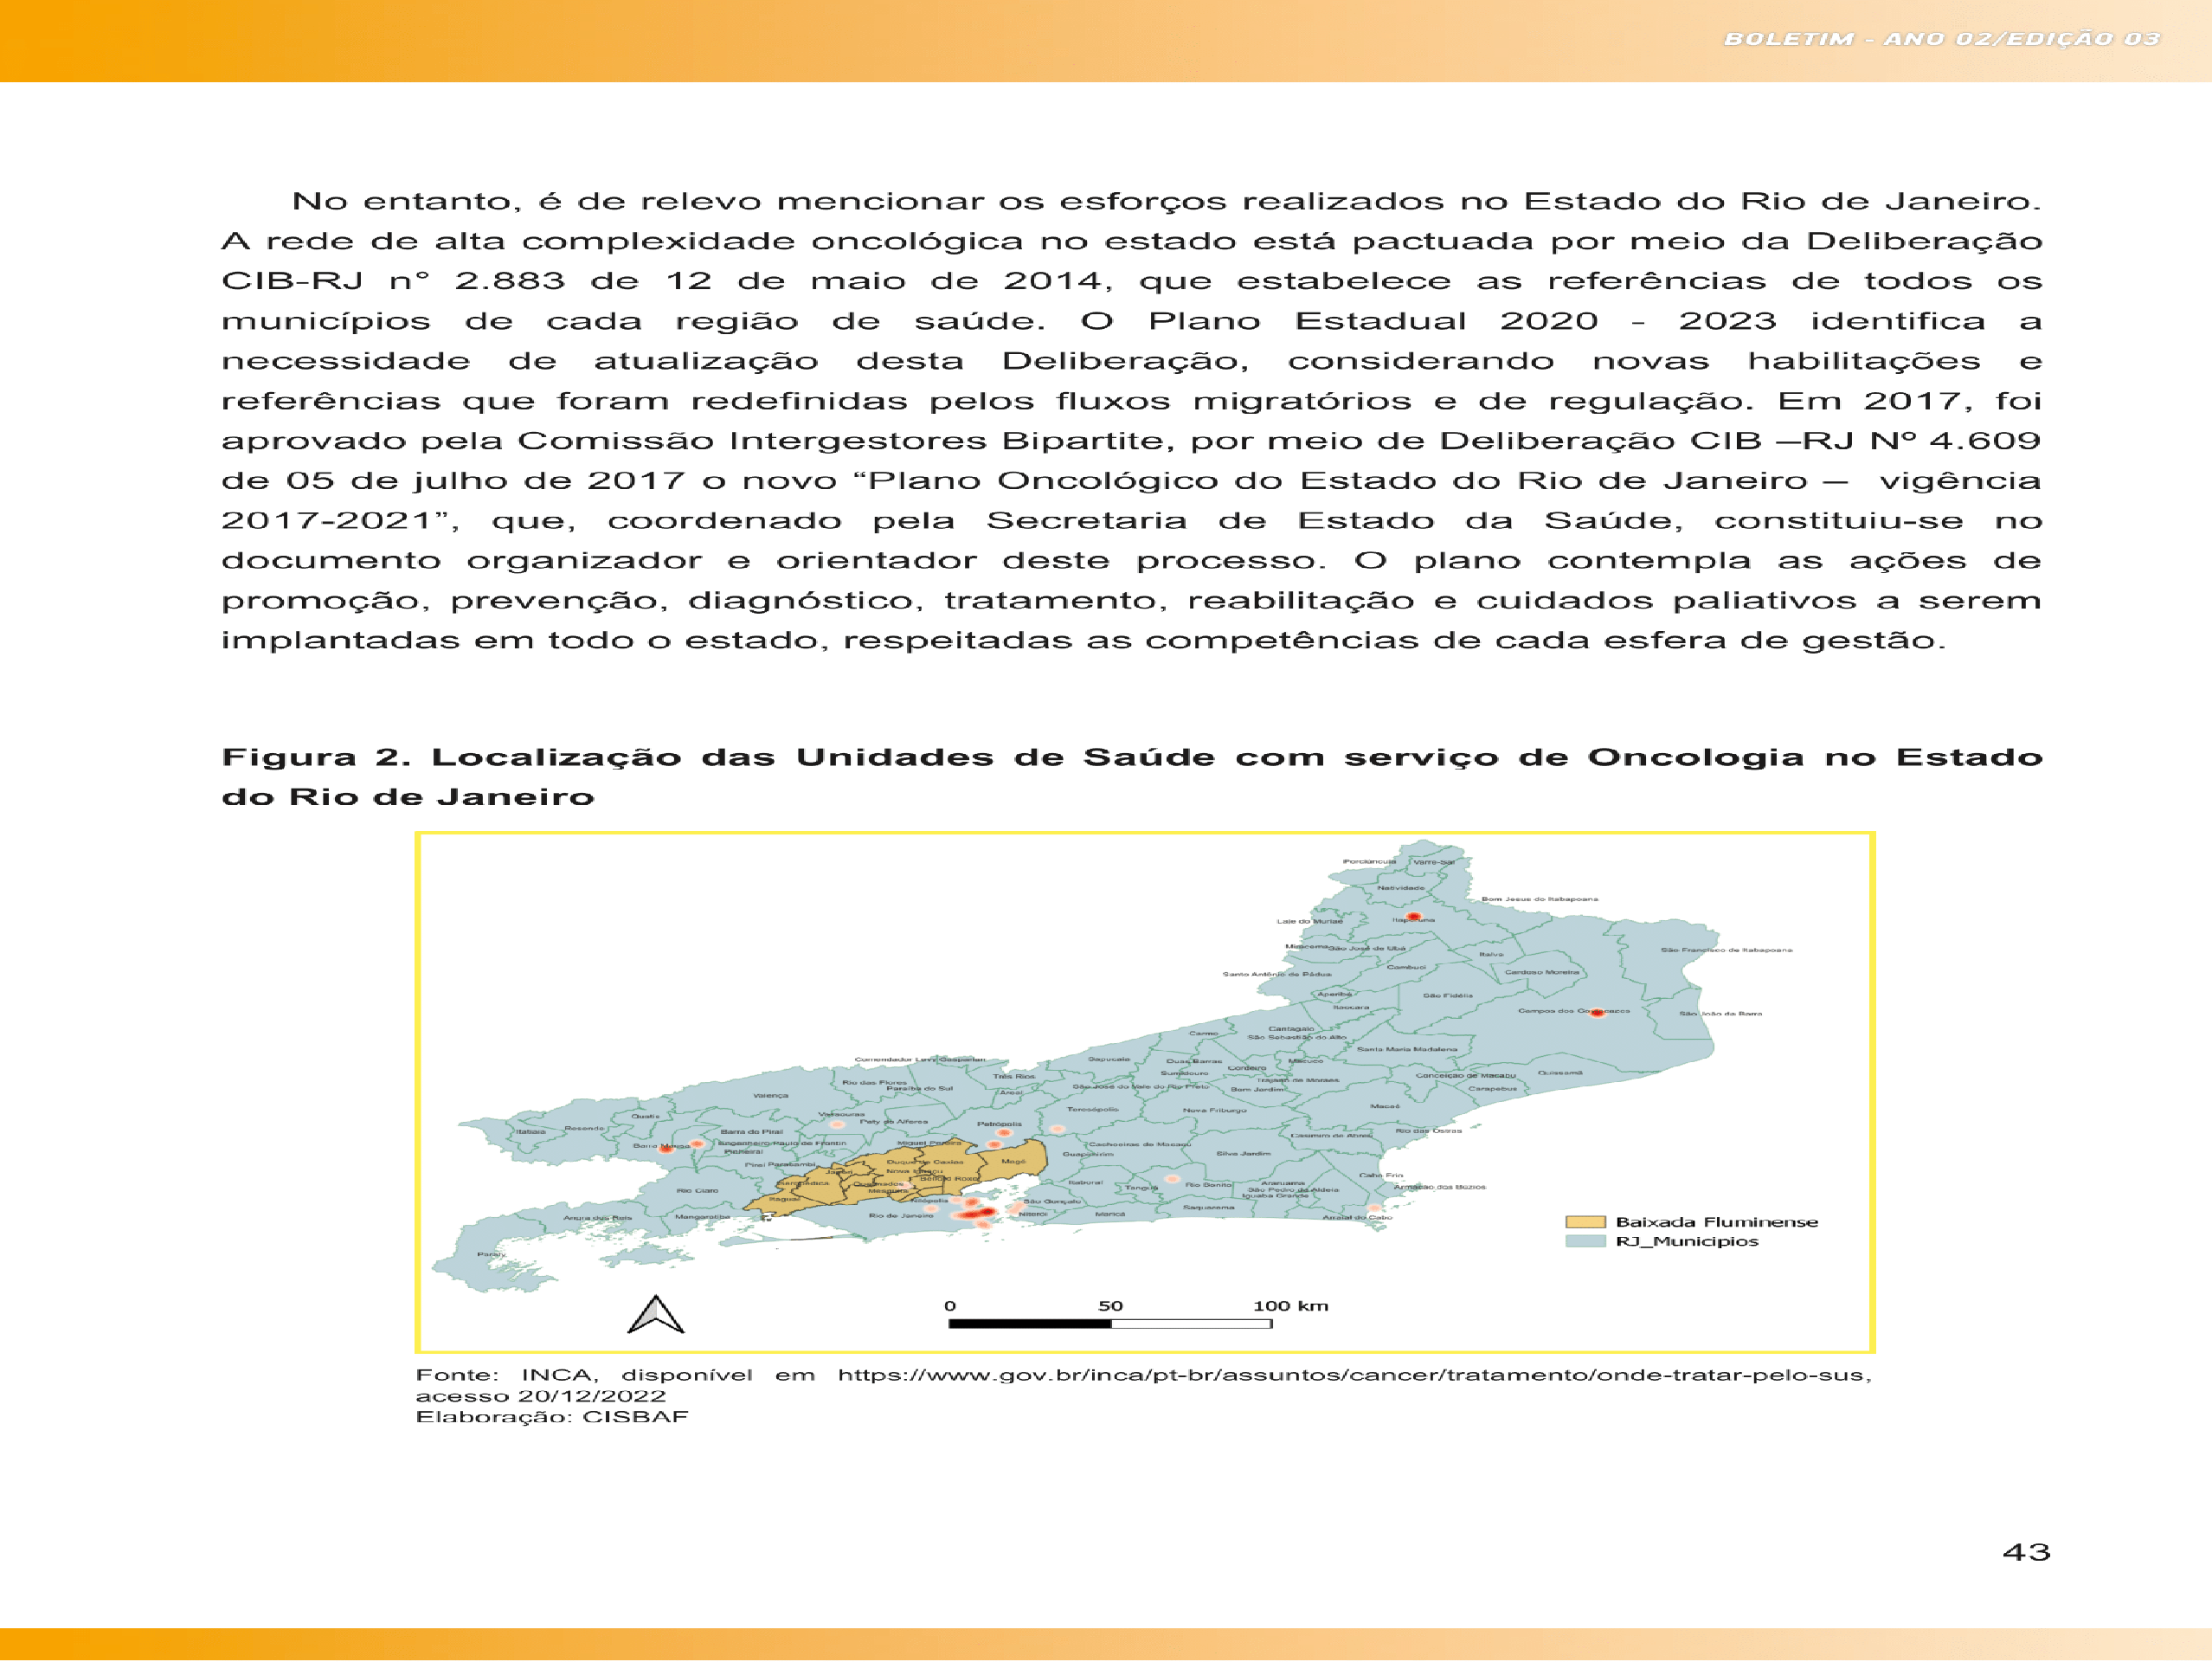 BOLETIM - ANO 02/EDIÇÃO 03
No entanto, é de relevo mencionar os esforços realizados no Estado do Rio de Janeiro.
A rede de alta complexidade oncológica no estado está pactuada por meio da Deliberação
CIB-RJ n° 2.883 de 12 de maio de 2014, que estabelece as referências de todos os
municípios de cada região de saúde. O Plano Estadual 2020 - 2023 identifica a
necessidade de atualização desta Deliberação, considerando novas habilitações e
referências que foram redefinidas pelos fluxos migratórios e de regulação. Em 2017, foi
aprovado pela Comissão Intergestores Bipartite, por meio de Deliberação CIB –RJ Nº 4.609
de 05 de julho de 2017 o novo “Plano Oncológico do Estado do Rio de Janeiro – vigência
2017-2021”, que, coordenado pela Secretaria de Estado da Saúde, constituiu-se no
documento organizador e orientador deste processo. O plano contempla as ações de
promoção, prevenção, diagnóstico, tratamento, reabilitação e cuidados paliativos a serem
implantadas em todo o estado, respeitadas as competências de cada esfera de gestão.
Figura 2. Localização das Unidades de Saúde com serviço de Oncologia no Estado
do Rio de Janeiro
Porciúncula
Varre-Sai
Natividade
Bom Jesus do Itabapoana
São Francisco de Itabapoana
São José de Ubá
Italva
Cambuci
Cardoso Moreira
Santo Antônio de Pádua
Aperibé
São Fidélis
Itaocara
São João da Barra
Cantagalo
Carmo
São Sebastião do Alto
Santa Maria Madalena
Macuco
Duas Barras
Sapucaia
Cordeiro
Sumidouro
Quissamã
Conceição de Macabu
Trajano de Moraes
Carapebus
Bom Jardim
São José do Vale do Rio Preto
Três Rios
Areal
Comendador Levy Gasparian
Rio das Flores
Paraíba do Sul
Valença
Macaé
Nova Friburgo
Teresópolis
Petrópolis
Paty do Alferes
Vassouras
Quatis
Resende
Itatiaia
Barra do Piraí
Engenheiro Paulo de Frontin
Pinheiral
Piraí
Paracambi
Miguel Pereira
Rio das Ostras
Casimiro de Abreu
Cachoeiras de Macacu
Guapimirim
Silva Jardim
Magé
Duque de Caxias
Nova Iguaçu
Japeri
Seropédica
Queimados
Belford Roxo
Mesquita
Nilópolis
Itaguaí
Rio Claro
Cabo Frio
Armação dos Búzios
Araruama
São Pedro da Aldeia
Iguaba Grande
Rio Bonito
Tanguá
Itaboraí
São Gonçalo
Niterói
Maricá
Saquarema
Arraial do Cabo
Rio de Janeiro
Mangaratiba
Angra dos Reis
Paraty
Baixada Fluminense
RJ_Municipios
0 50 100 km
Fonte: INCA, disponível em https://www.gov.br/inca/pt-br/assuntos/cancer/tratamento/onde-tratar-pelo-sus,
acesso 20/12/2022
Elaboração: CISBAF
43